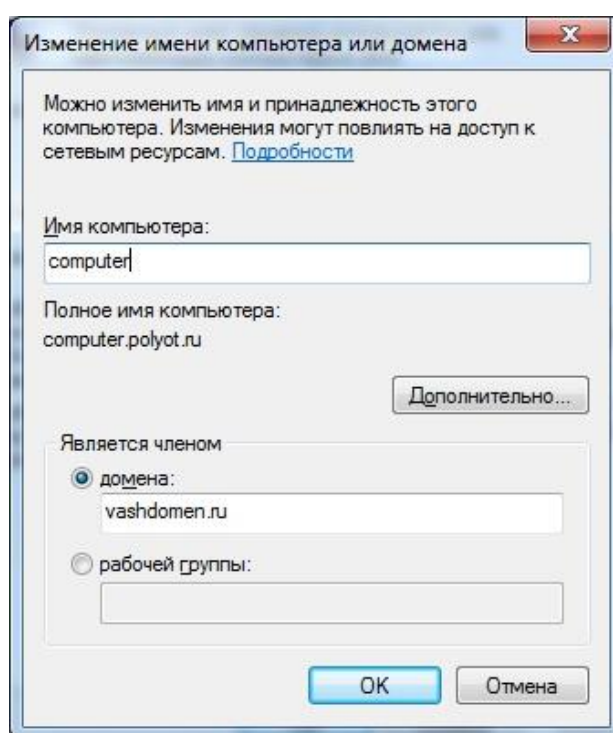 Изменение имени компьютера или домена
Можно изменить имя и принадлежность этого
компьютера. Изменения могут повлиять на доступ к
сетевым ресурсам. Подробности
Имя компьютера:
computer
Полное имя компьютера:
computer.polyot.ru
Дополнительно...
Является членом
домена:
vashdomen.ru
рабочей группы:
OK
Отмена